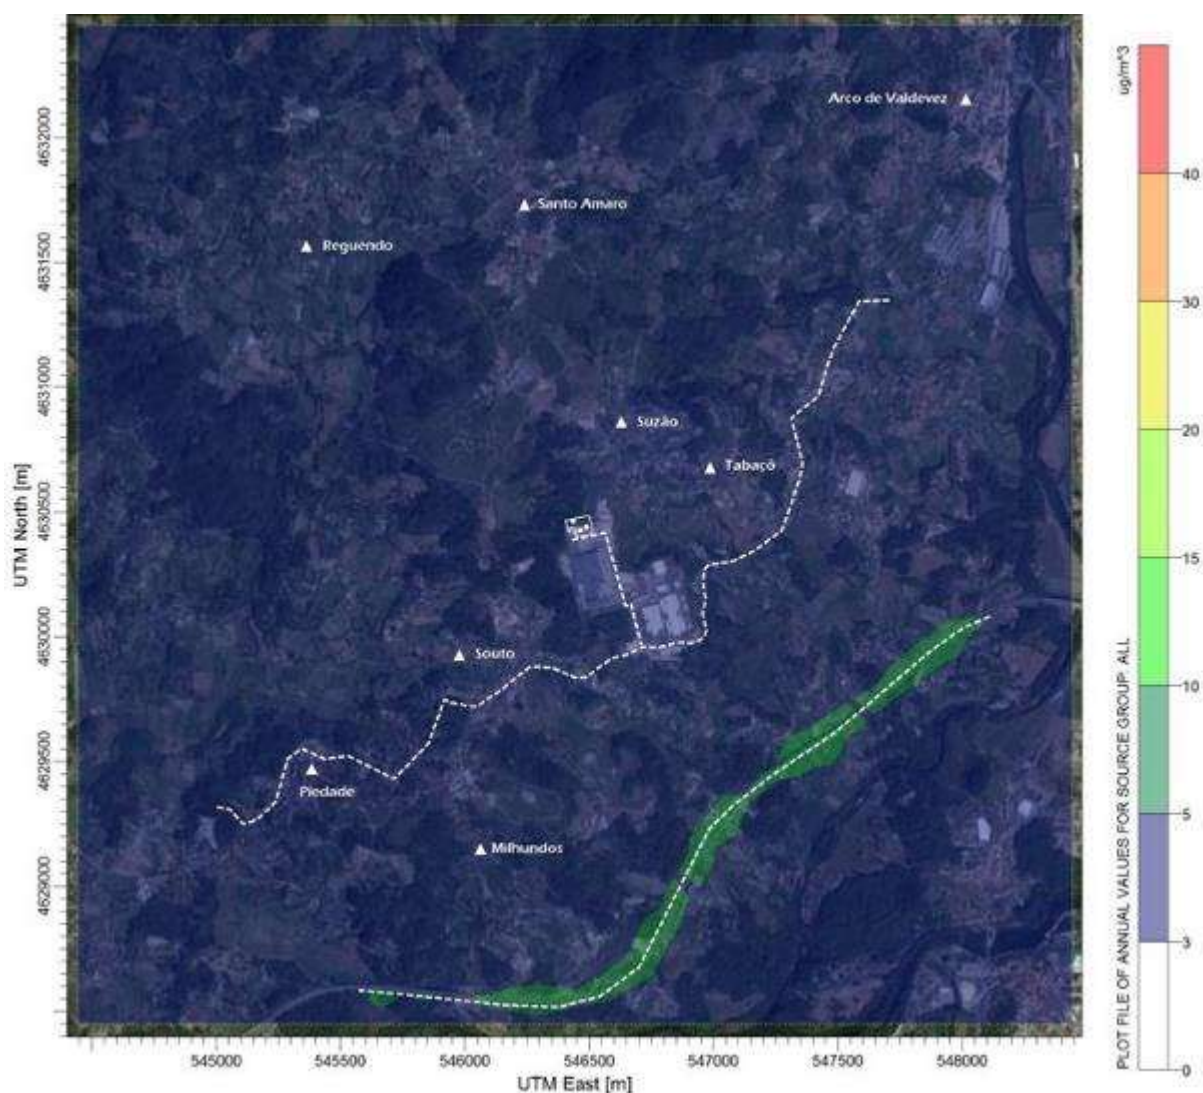 ug/m^3
Arco de Valdevez
Santo Amaro
Reguendo
Suzão
Tabaçô
Souto
Piedade
Milhundos
UTM North [m]
4632000
4631500
4631000
4630500
4630000
4629500
4629000
545000
545500
546000
546500
547000
547500
548000
UTM East [m]
40
30
20
15
10
5
3
0
PLOT FILE OF ANNUAL VALUES FOR SOURCE GROUP: ALL